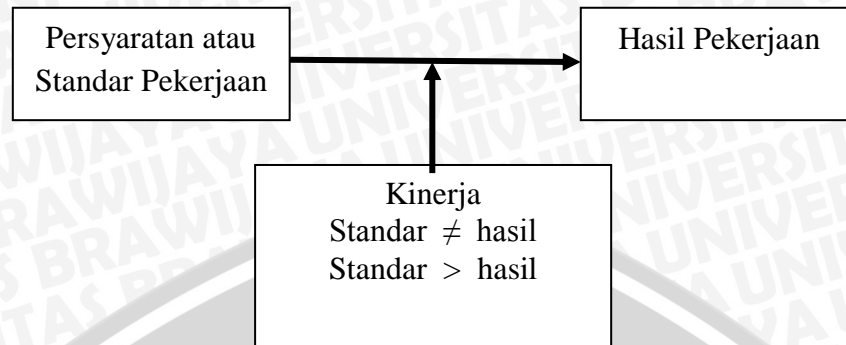 Persyaratan atau
Standar Pekerjaan
Hasil Pekerjaan
Kinerja
Standar ≠ hasil
Standar > hasil